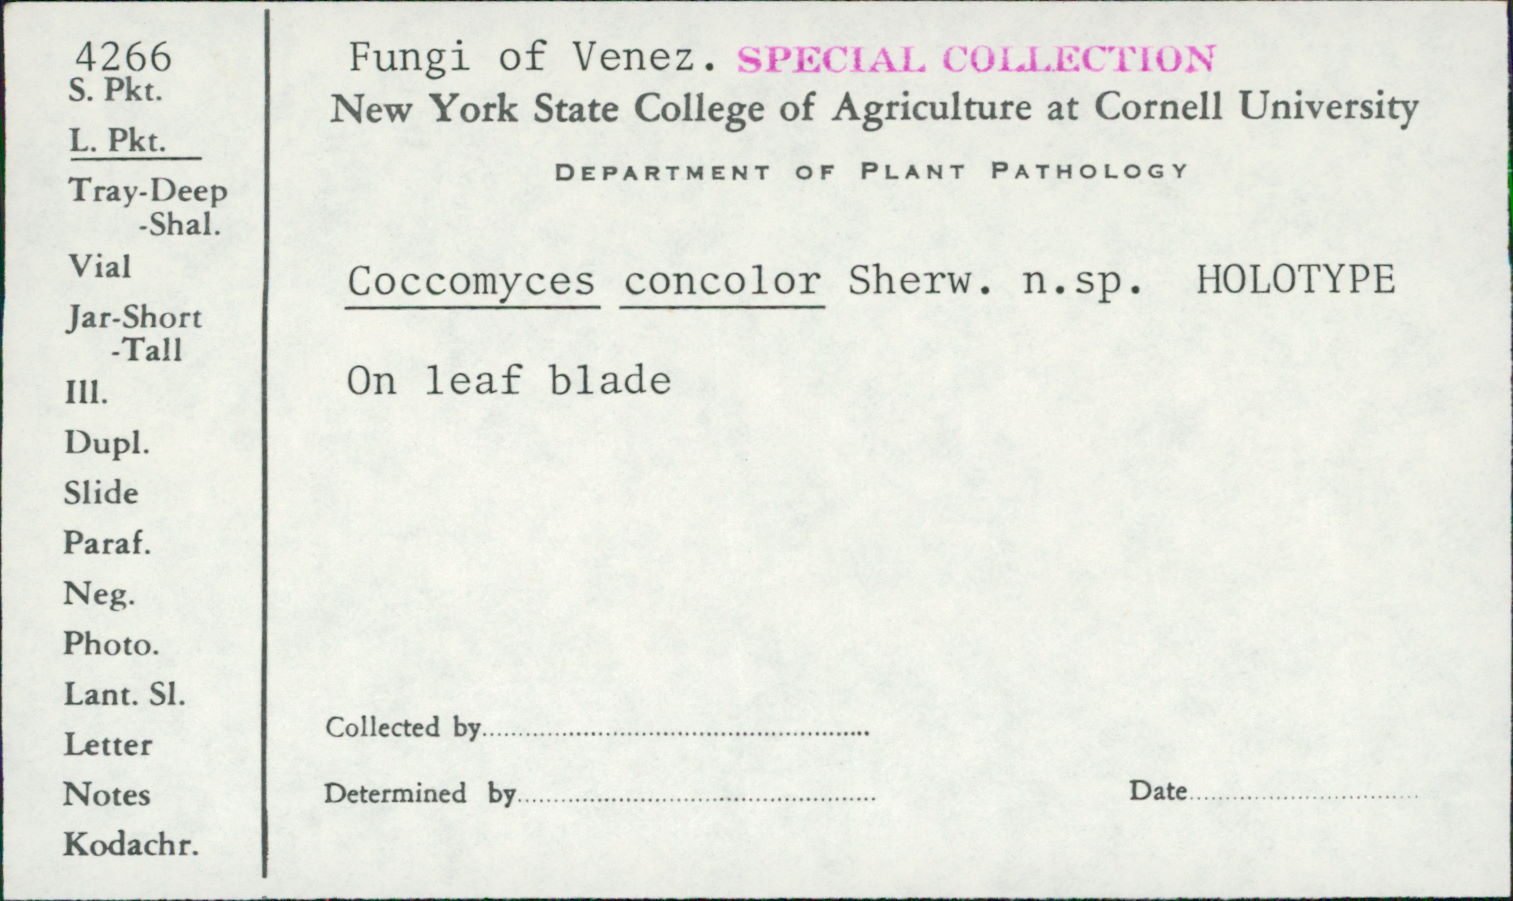 4266
S. Pkt.
L. Pkt.
Tray-Deep
-Shal.
Vial
Jar-Short
-Tall
Ill.
Dupl.
Slide
Paraf.
Neg.
Photo.
Lant. Sl.
Letter
Notes
Kodachr.
Fungi of Venez. SPECIAL COLLECTION
New York State College of Agriculture at Cornell University
DEPARTMENT OF PLANT PATHOLOGY
Coccomyces concolor Sherw. n.sp. HOLOTYPE
On leaf blade
Collected by
Determined by Date